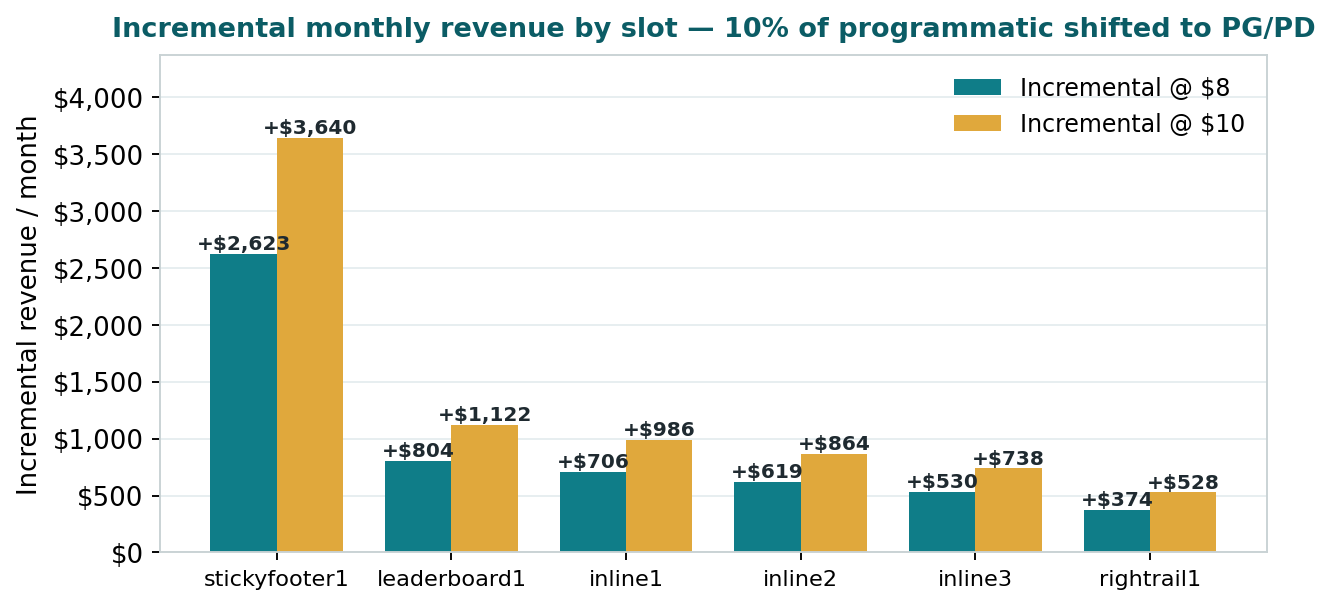 Incremental monthly revenue by slot — 10% of programmatic shifted to PG/PD
Incremental revenue / month
$4,000
$3,500
$3,000
$2,500
$2,000
$1,500
$1,000
$500
$0
Incremental @ $8
Incremental @ $10
+$2,623
+$3,640
+$804
+$1,122
+$706
+$986
+$619
+$864
+$530
+$738
+$374
+$528
stickyfooter1
leaderboard1
inline1
inline2
inline3
rightrail1